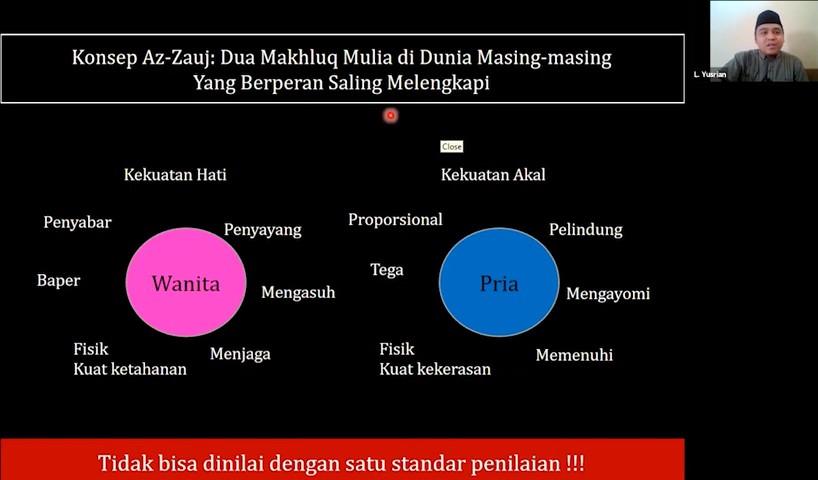 Konsep Az-Zauj: Dua Makhluq Mulia di Dunia Masing-masing
Yang Berperan Saling Melengkapi
L. Yusrian
Close
Kekuatan Hati
Penyabar
Penyayang
Baper
Wanita
Mengasuh
Fisik
Kuat ketahanan
Menjaga
Kekuatan Akal
Proporsional
Pelindung
Tega
Pria
Mengayomi
Fisik
Kuat kekerasan
Memenuhi
Tidak bisa dinilai dengan satu standar penilaian !!!